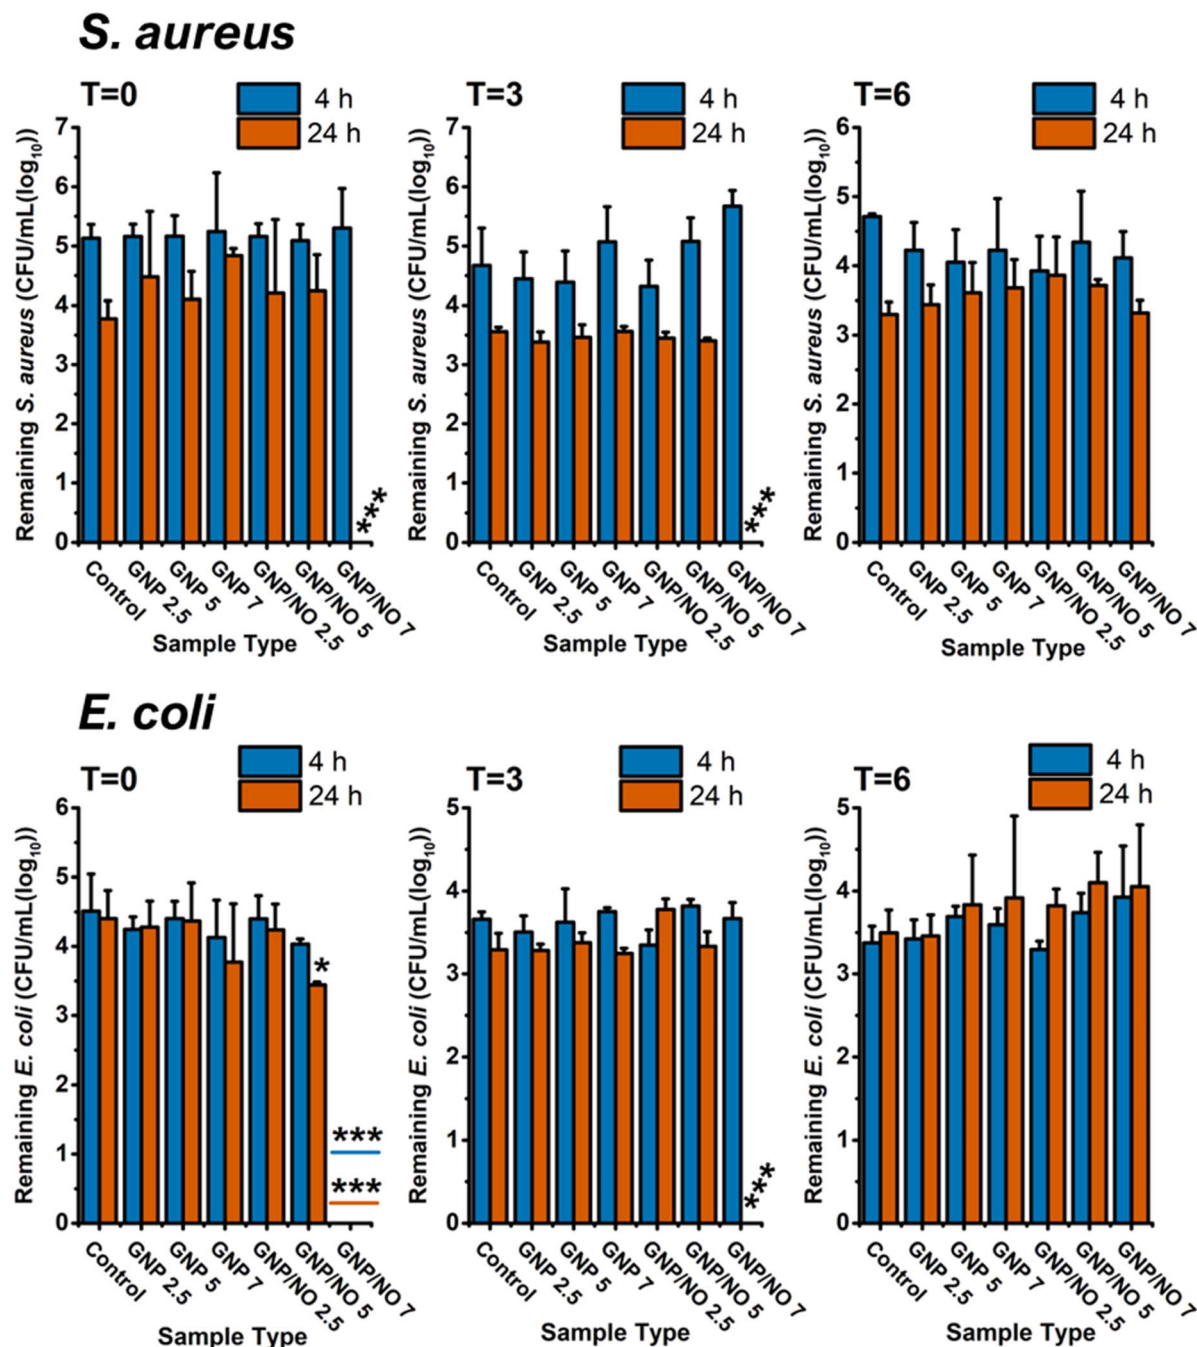 S. aureus
T=0
4 h
24 h
Remaining S. aureus (CFU/mL(log10))
7
6
5
4
3
2
1
0
***
Control
GNP 2.5
GNP 5
GNP 7
GNP/NO 2.5
GNP/NO 5
GNP/NO 7
Sample Type
T=3
4 h
24 h
Remaining S. aureus (CFU/mL(log10))
7
6
5
4
3
2
1
0
***
Control
GNP 2.5
GNP 5
GNP 7
GNP/NO 2.5
GNP/NO 5
GNP/NO 7
Sample Type
T=6
4 h
24 h
Remaining S. aureus (CFU/mL(log10))
6
5
4
3
2
1
0
Control
GNP 2.5
GNP 5
GNP 7
GNP/NO 2.5
GNP/NO 5
GNP/NO 7
Sample Type
E. coli
T=0
4 h
24 h
Remaining E. coli (CFU/mL(log10))
6
5
4
3
2
1
0
*
***
***
Control
GNP 2.5
GNP 5
GNP 7
GNP/NO 2.5
GNP/NO 5
GNP/NO 7
Sample Type
T=3
4 h
24 h
Remaining E. coli (CFU/mL(log10))
5
4
3
2
1
0
***
Control
GNP 2.5
GNP 5
GNP 7
GNP/NO 2.5
GNP/NO 5
GNP/NO 7
Sample Type
T=6
4 h
24 h
Remaining E. coli (CFU/mL(log10))
5
4
3
2
1
0
Control
GNP 2.5
GNP 5
GNP 7
GNP/NO 2.5
GNP/NO 5
GNP/NO 7
Sample Type